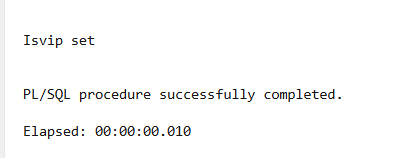 Isvip set
PL/SQL procedure successfully completed.
Elapsed: 00:00:00.010